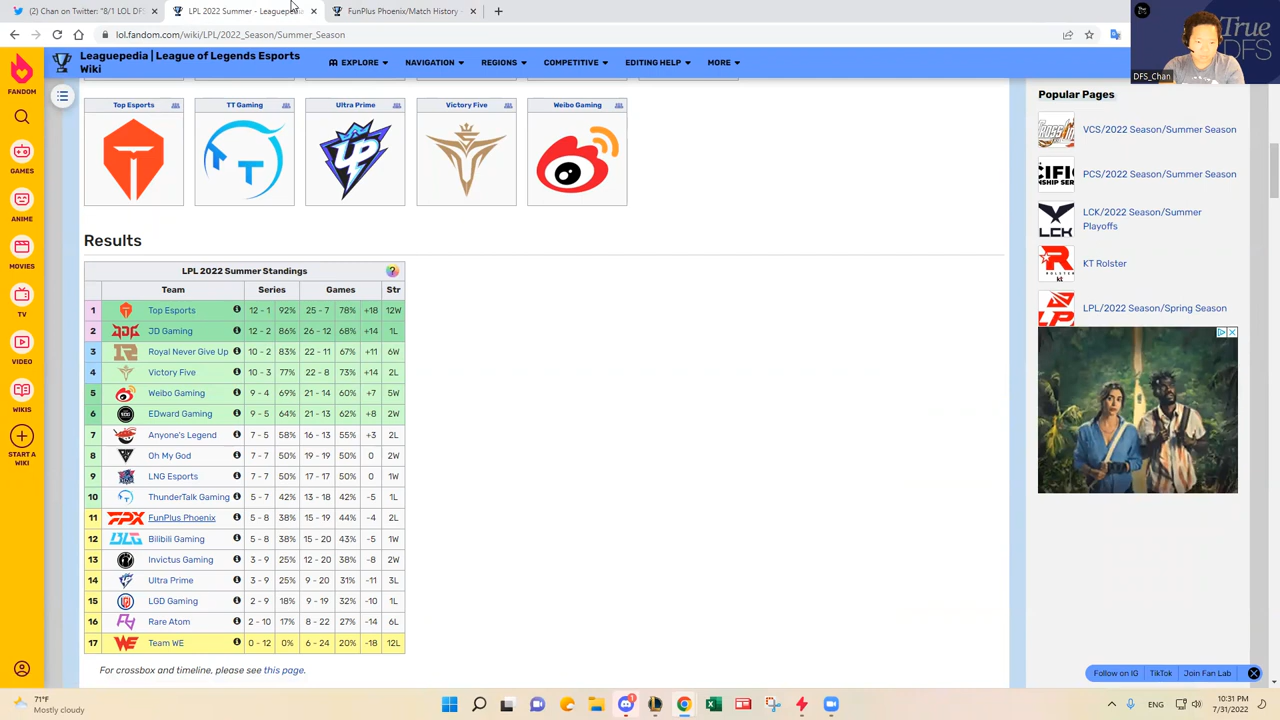 (2) Chan on Twitter: "8/1 LOL DF
LPL 2022 Summer - Leaguepedia
FunPlus Phoenix/Match History -
lol.fandom.com/wiki/LPL/2022_Season/Summer_Season
True
DFS
DFS_Chan
FANDOM
GAMES
ANIME
MOVIES
TV
VIDEO
WIKIS
START A
WIKI
Leaguepedia | League of Legends Esports
Wiki
EXPLORE
NAVIGATION
REGIONS
COMPETITIVE
EDITING HELP
MORE
Top Esports
TT Gaming
Ultra Prime
Victory Five
Weibo Gaming
Results
LPL 2022 Summer Standings
Team Series Games Str
1 Top Esports 12 - 1 92% 25 - 7 78% +18 12W
2 JD Gaming 12 - 2 86% 26 - 12 68% +14 1L
3 Royal Never Give Up 10 - 2 83% 22 - 11 67% +11 6W
4 Victory Five 10 - 3 77% 22 - 8 73% +14 2L
5 Weibo Gaming 9 - 4 69% 21 - 14 60% +7 5W
6 EDward Gaming 9 - 5 64% 21 - 13 62% +8 2W
7 Anyone's Legend 7 - 5 58% 16 - 13 55% +3 2L
8 Oh My God 7 - 7 50% 19 - 19 50% 0 2W
9 LNG Esports 7 - 7 50% 17 - 17 50% 0 1W
10 ThunderTalk Gaming 5 - 7 42% 13 - 18 42% -5 1L
11 FPX FunPlus Phoenix 5 - 8 38% 15 - 19 44% -4 2L
12 BLG Bilibili Gaming 5 - 8 38% 15 - 20 43% -5 1W
13 Invictus Gaming 3 - 9 25% 12 - 20 38% -8 2W
14 Ultra Prime 3 - 9 25% 9 - 20 31% -11 3L
15 LGD Gaming 2 - 9 18% 9 - 19 32% -10 1L
16 Rare Atom 2 - 10 17% 8 - 22 27% -14 6L
17 WE Team WE 0 - 12 0% 6 - 24 20% -18 12L
For crossbox and timeline, please see this page.
Popular Pages
VCS/2022 Season/Summer Season
PCS/2022 Season/Summer Season
LCK/2022 Season/Summer
Playoffs
LCK
KT Rolster
LPL/2022 Season/Spring Season
Follow on IG
TikTok
Join Fan Lab
71°F
Mostly cloudy
ENG
10:31 PM
7/31/2022